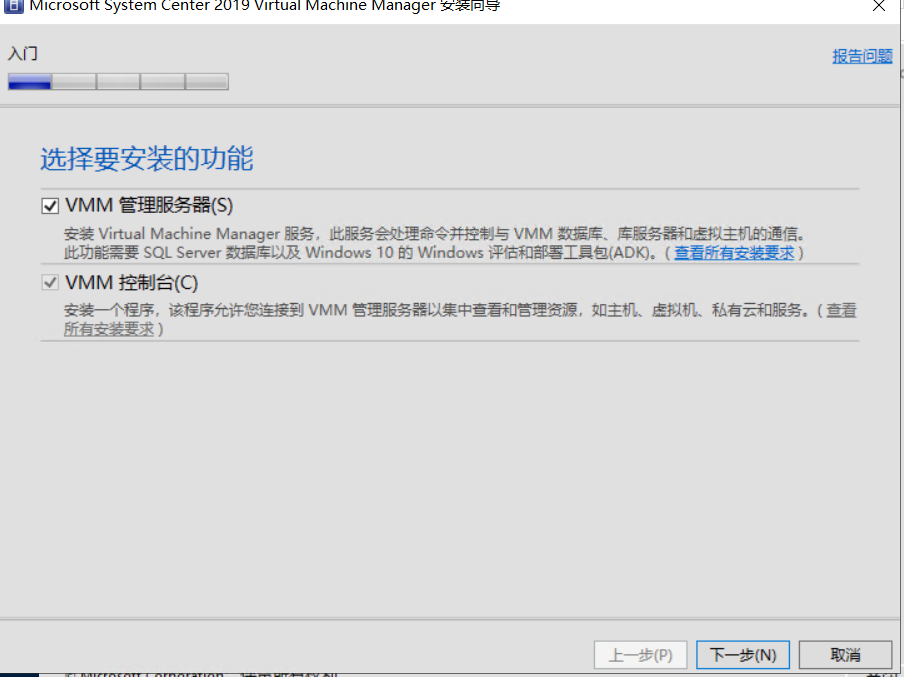 Microsoft System Center 2019 Virtual Machine Manager 安装向导
入门
报告问题
选择要安装的功能
VMM 管理服务器(S)
安装 Virtual Machine Manager 服务，此服务会处理命令并控制与 VMM 数据库、库服务器和虚拟主机的通信。
此功能需要 SQL Server 数据库以及 Windows 10 的 Windows 评估和部署工具包(ADK)。( 查看所有安装要求 )
VMM 控制台(C)
安装一个程序，该程序允许您连接到 VMM 管理服务器以集中查看和管理资源，如主机、虚拟机、私有云和服务。( 查看
所有安装要求 )
上一步(P) 下一步(N) 取消
Microsoft Corporation